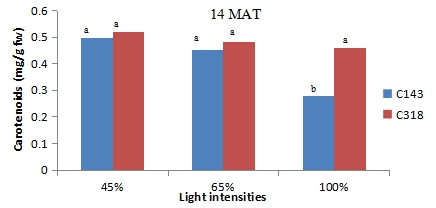 14 MAT
Carotenoids (mg/g fw)
0.6
0.5
0.4
0.3
0.2
0.1
0
a a a a b a
C143
C318
45% 65% 100%
Light intensities